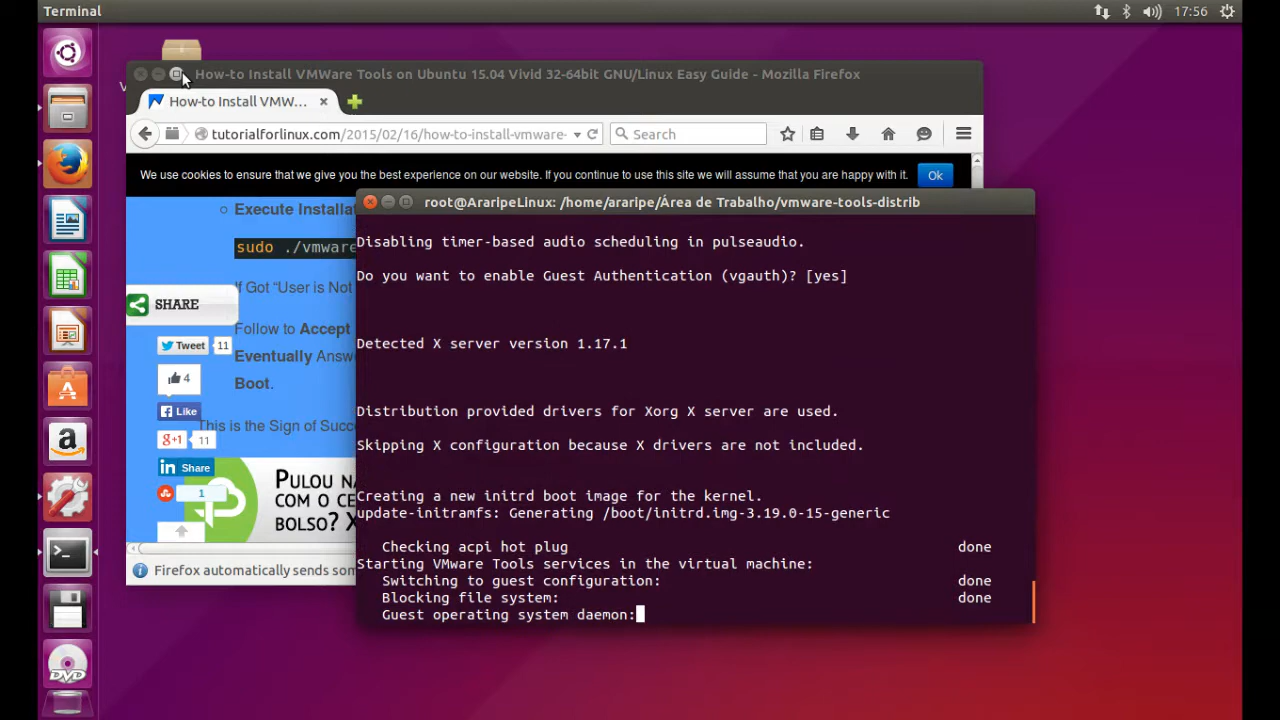 Terminal
17:56
How-to Install VMWare Tools on Ubuntu 15.04 Vivid 32-64bit GNU/Linux Easy Guide - Mozilla Firefox
How-to Install VMW...
tutorialforlinux.com/2015/02/16/how-to-install-vmware-
Search
We use cookies to ensure that we give you the best experience on our website. If you continue to use this site we will assume that you are happy with it.
Ok
Execute Installa
sudo ./vmware
If Got "User is Not
SHARE
Follow to Accept
Tweet 11
Eventually Answ
4
Boot.
Like
This is the Sign of Succ
g+1 11
in Share
1
PULOU NA
COM O CE
BOLSO? X
Firefox automatically sends som
root@AraripeLinux: /home/araripe/Área de Trabalho/vmware-tools-distrib
Disabling timer-based audio scheduling in pulseaudio.
Do you want to enable Guest Authentication (vgauth)? [yes]
Detected X server version 1.17.1
Distribution provided drivers for Xorg X server are used.
Skipping X configuration because X drivers are not included.
Creating a new initrd boot image for the kernel.
update-initramfs: Generating /boot/initrd.img-3.19.0-15-generic
Checking acpi hot plug done
Starting VMware Tools services in the virtual machine:
Switching to guest configuration: done
Blocking file system: done
Guest operating system daemon:
a
DVD